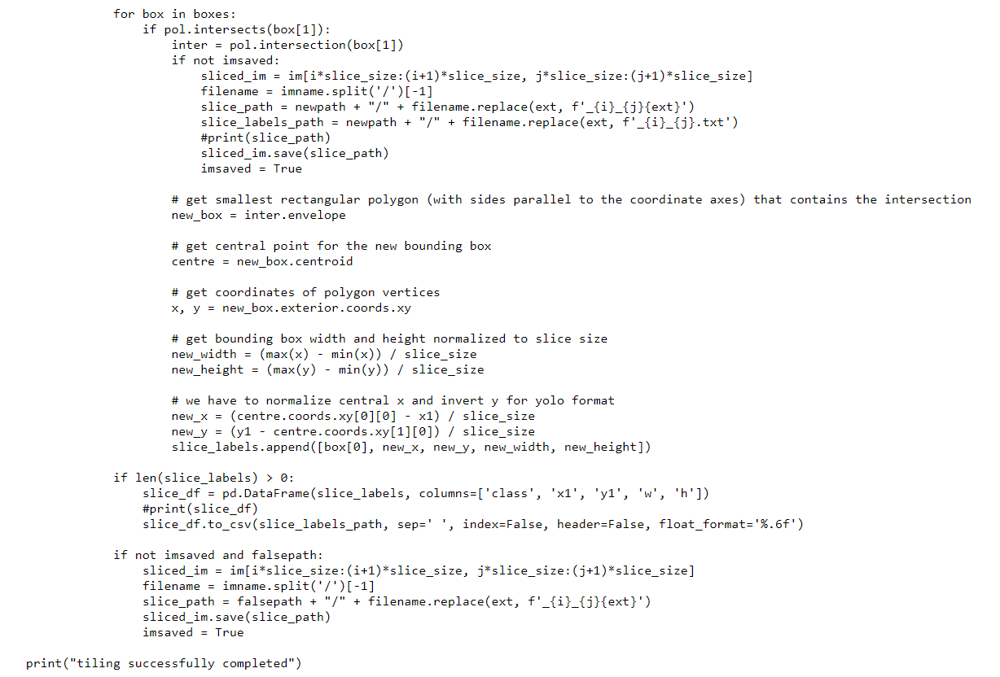 for box in boxes:
if pol.intersects(box[1]):
inter = pol.intersection(box[1])
if not imsaved:
sliced_im = im[i*slice_size:(i+1)*slice_size, j*slice_size:(j+1)*slice_size]
filename = imname.split('/')[-1]
slice_path = newpath + "/" + filename.replace(ext, f'_{i}_{j}{ext}')
slice_labels_path = newpath + "/" + filename.replace(ext, f'_{i}_{j}.txt')
#print(slice_path)
sliced_im.save(slice_path)
imsaved = True
# get smallest rectangular polygon (with sides parallel to the coordinate axes) that contains the intersection
new_box = inter.envelope
# get central point for the new bounding box
centre = new_box.centroid
# get coordinates of polygon vertices
x, y = new_box.exterior.coords.xy
# get bounding box width and height normalized to slice size
new_width = (max(x) - min(x)) / slice_size
new_height = (max(y) - min(y)) / slice_size
# we have to normalize central x and invert y for yolo format
new_x = (centre.coords.xy[0][0] - x1) / slice_size
new_y = (y1 - centre.coords.xy[1][0]) / slice_size
slice_labels.append([box[0], new_x, new_y, new_width, new_height])
if len(slice_labels) > 0:
slice_df = pd.DataFrame(slice_labels, columns=['class', 'x1', 'y1', 'w', 'h'])
#print(slice_df)
slice_df.to_csv(slice_labels_path, sep=' ', index=False, header=False, float_format='%.6f')
if not imsaved and falsepath:
sliced_im = im[i*slice_size:(i+1)*slice_size, j*slice_size:(j+1)*slice_size]
filename = imname.split('/')[-1]
slice_path = falsepath + "/" + filename.replace(ext, f'_{i}_{j}{ext}')
sliced_im.save(slice_path)
imsaved = True
print("tiling successfully completed")